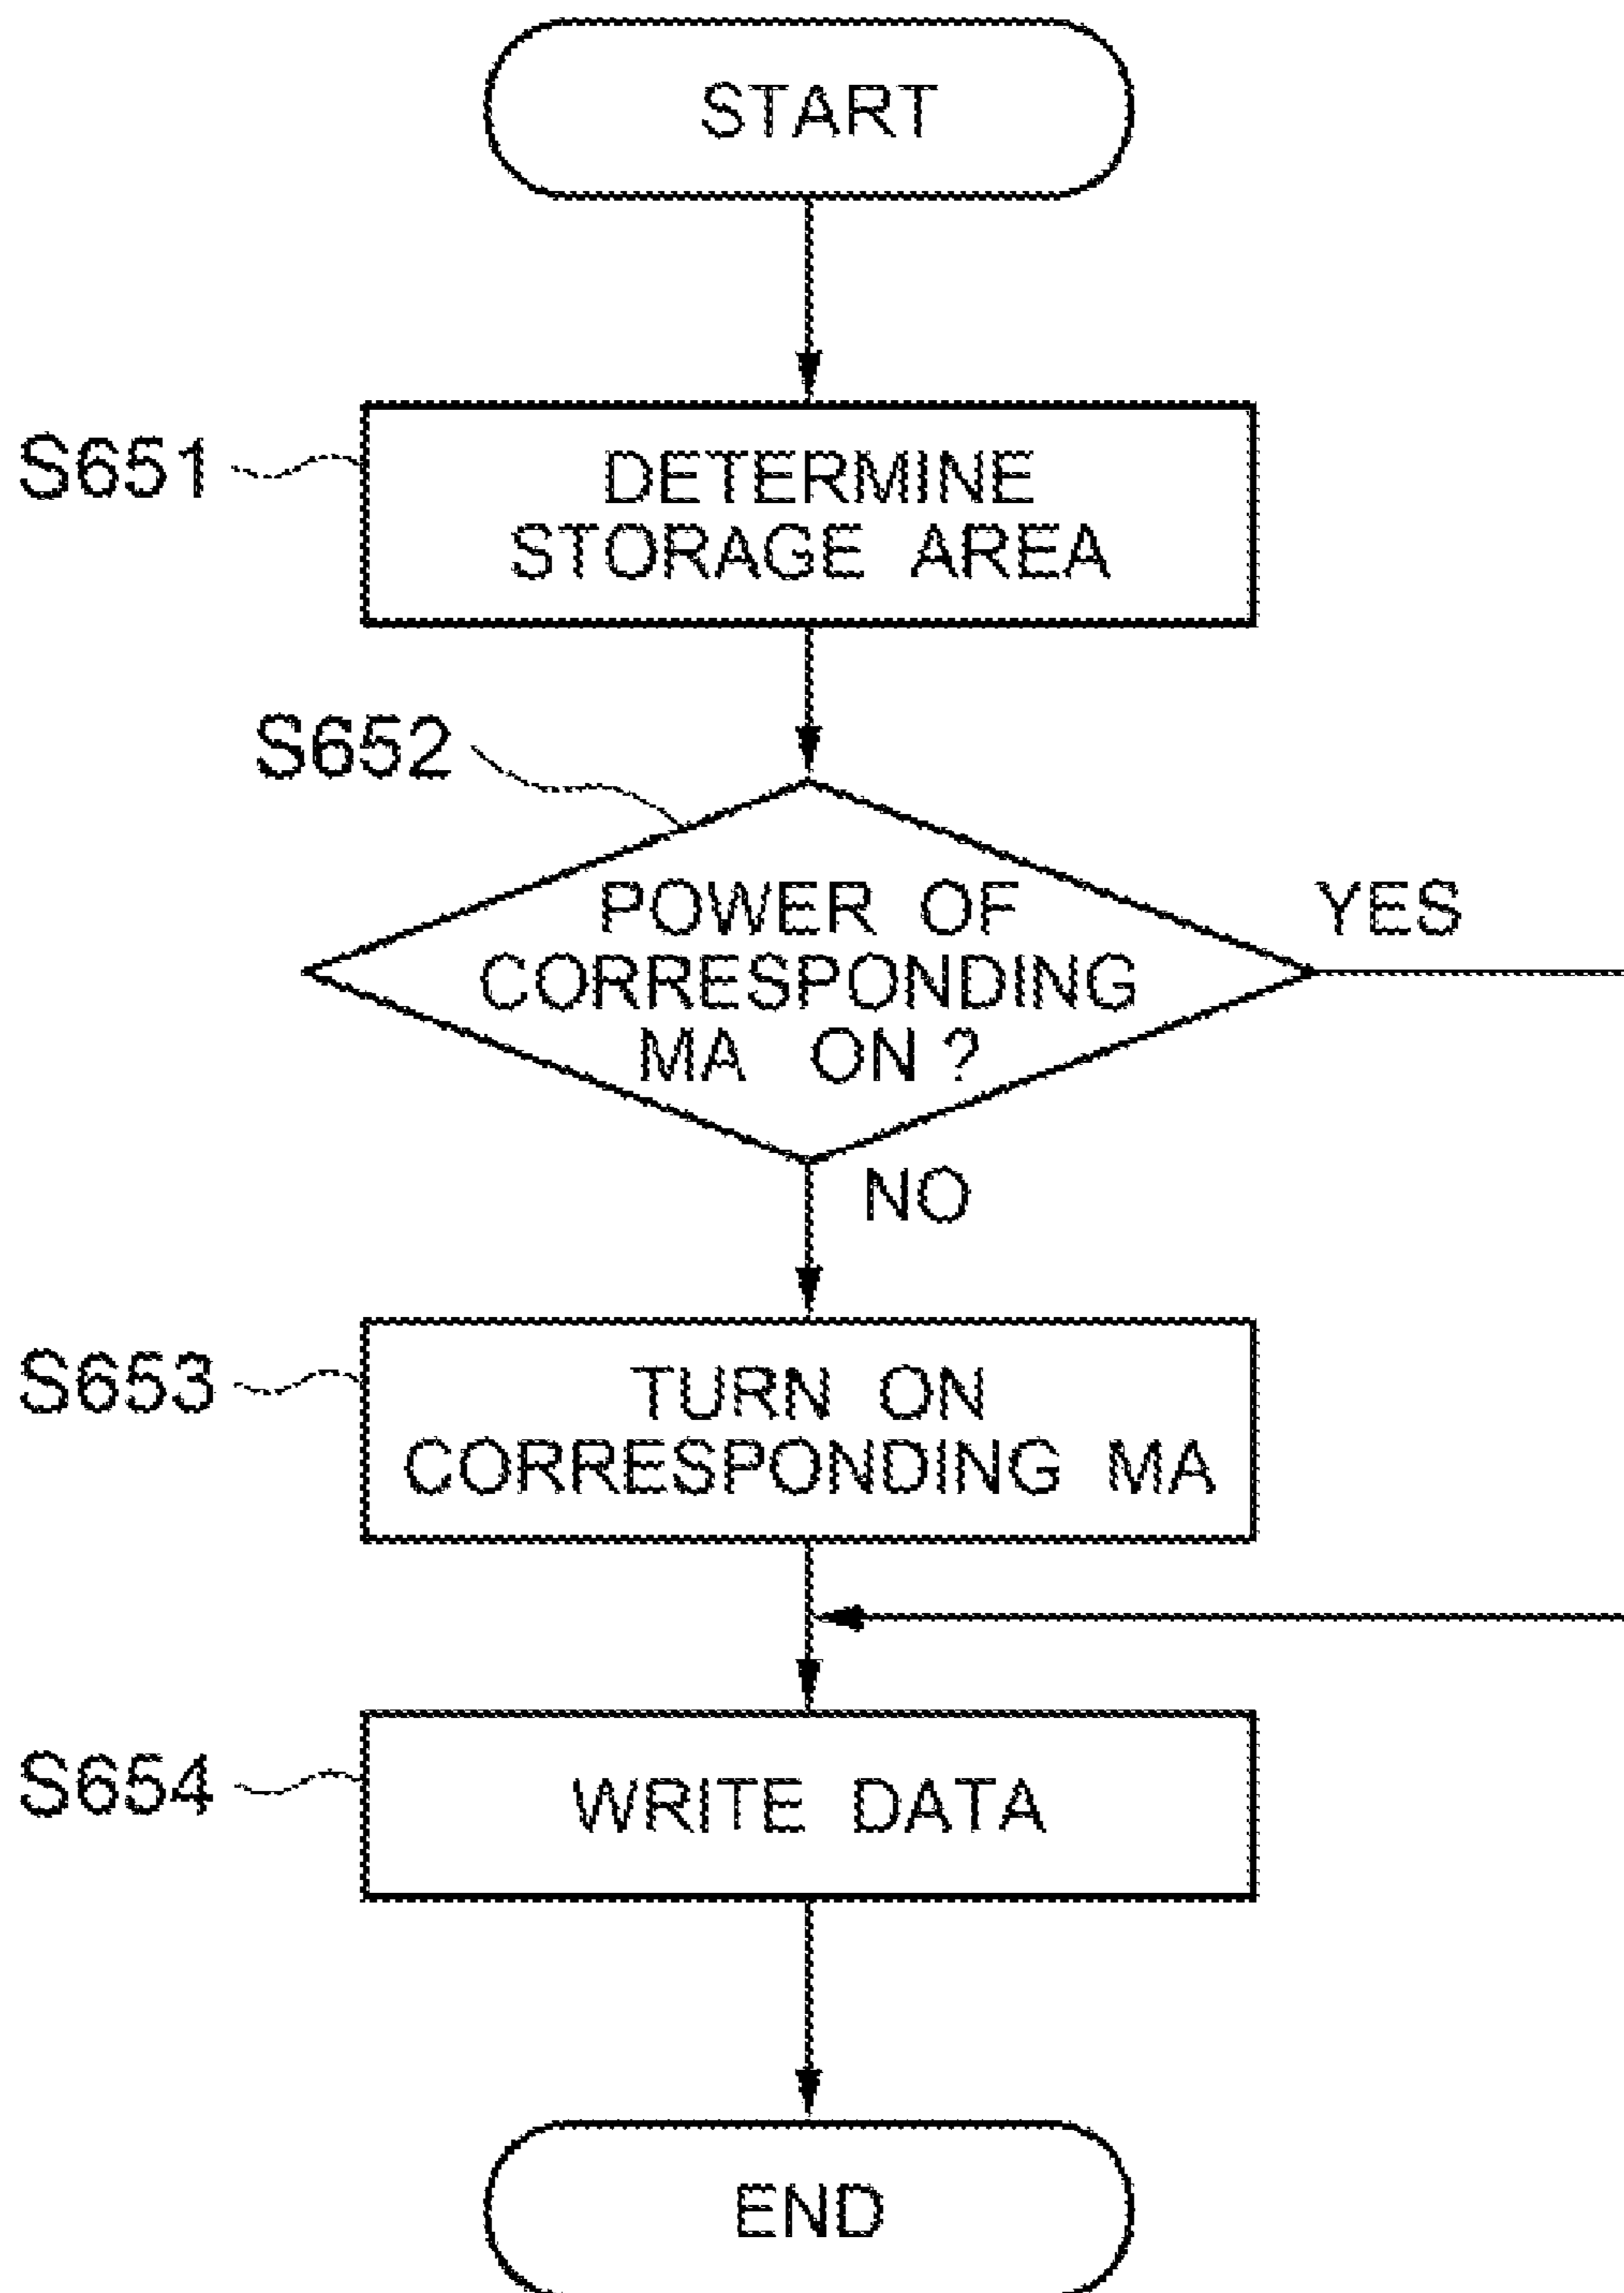 START
S651
DETERMINE
STORAGE AREA
S652
POWER OF
CORRESPONDING
MA ON ?
YES
NO
S653
TURN ON
CORRESPONDING MA
S654
WRITE DATA
END